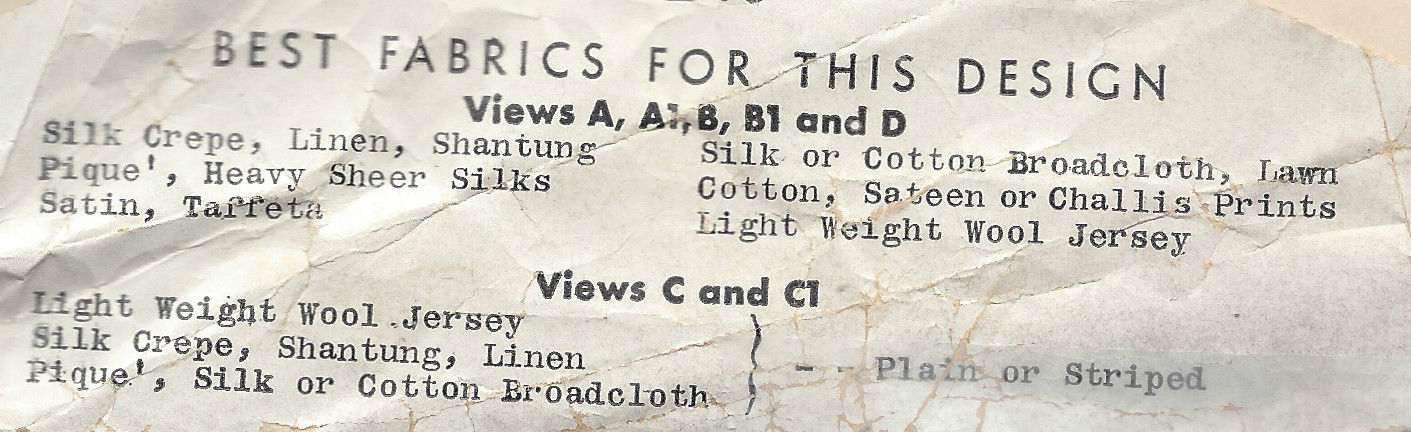 BEST FABRICS FOR THIS DESIGN
Views A, A1, B, B1 and D
Silk Crepe, Linen, Shantung
Pique', Heavy Sheer Silks
Satin, Taffeta
Silk or Cotton Broadcloth, Lawn
Cotton, Sateen or Challis Prints
Light Weight Wool Jersey
Views C and C1
Light Weight Wool Jersey
Silk Crepe, Shantung, Linen
Pique', Silk or Cotton Broadcloth
} - - Plain or Striped